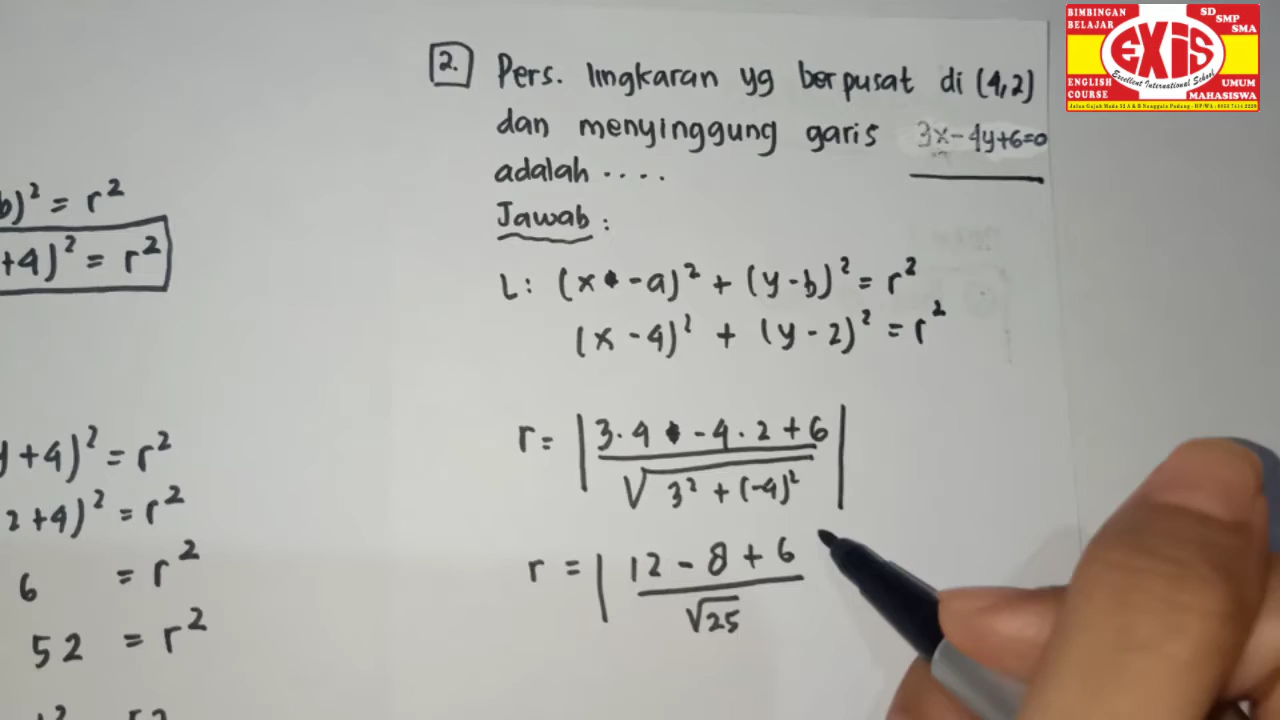 BIMBINGAN BELAJAR
SD SMP SMA
EXIS
Excellent International School
ENGLISH COURSE
UMUM MAHASISWA
b)² = r²
+4)² = r²
y+4)² = r²
2+4)² = r²
6 = r²
52 = r²
2. Pers. lingkaran yg berpusat di (4,2)
dan menyinggung garis 3x-4y+6=0
adalah ....
Jawab :
L: (x -a)² + (y-b)² = r²
(x -4)² + (y-2)² = r²
r= |3.4 -4.2+6 / √3²+(-4)²|
r = |12-8+6 / √25